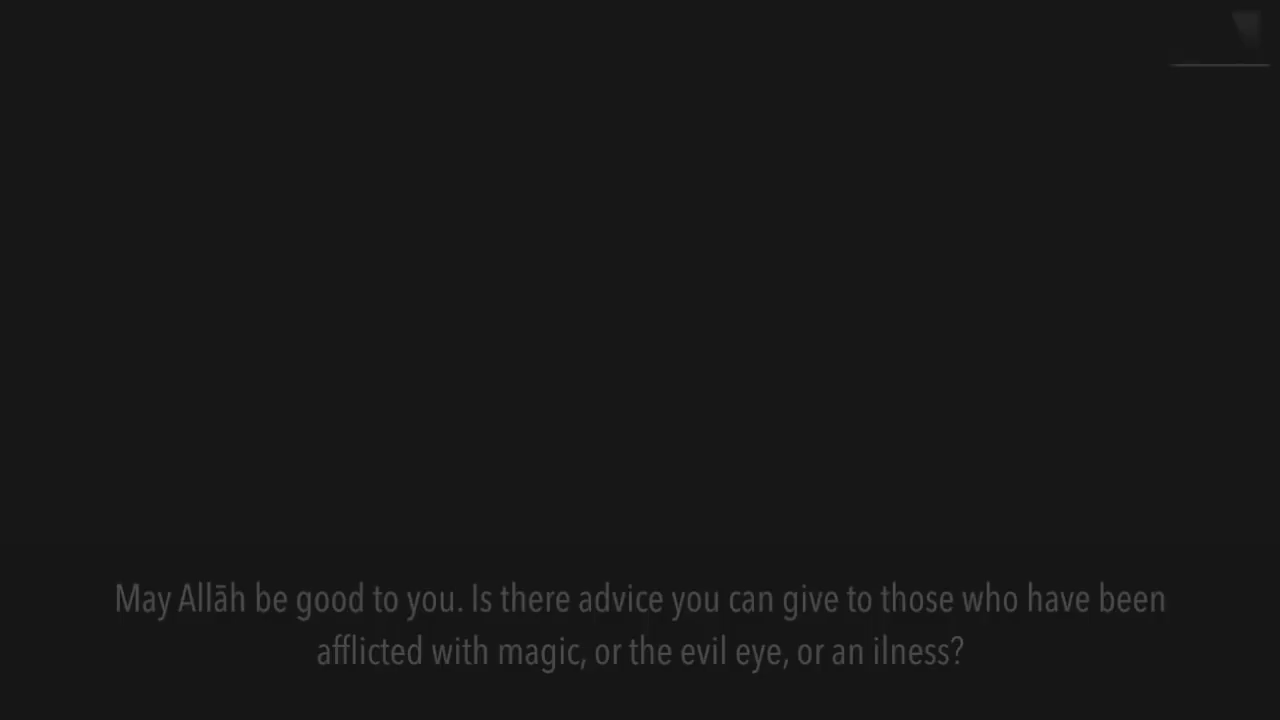 May Allāh be good to you. Is there advice you can give to those who have been
afflicted with magic, or the evil eye, or an ilness?